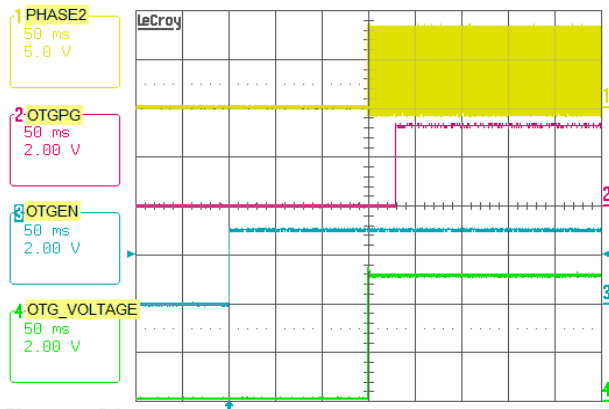 1 PHASE2
50 ms
5.0 V
LeCroy
1
2 OTGPG
50 ms
2.00 V
2
3 OTGEN
50 ms
2.00 V
3
4 OTG_VOLTAGE
50 ms
2.00 V
4